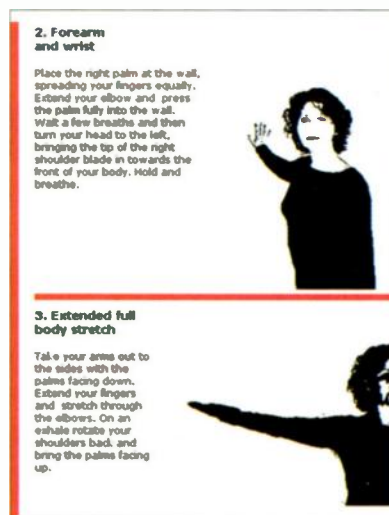 2. Forearm
and wrist
Place the right palm at the wall,
spreading your fingers equally.
Extend your elbow and press
the palm fully into the wall.
Wait a few breaths and then
turn your head to the left,
bringing the tip of the right
shoulder blade in towards the
front of your body. Hold and
breathe.
3. Extended full
body stretch
Take your arms out to
the sides with the
palms facing down.
Extend your fingers
and stretch through
the elbows. On an
exhale rotate your
shoulders back and
bring the palms facing
up.